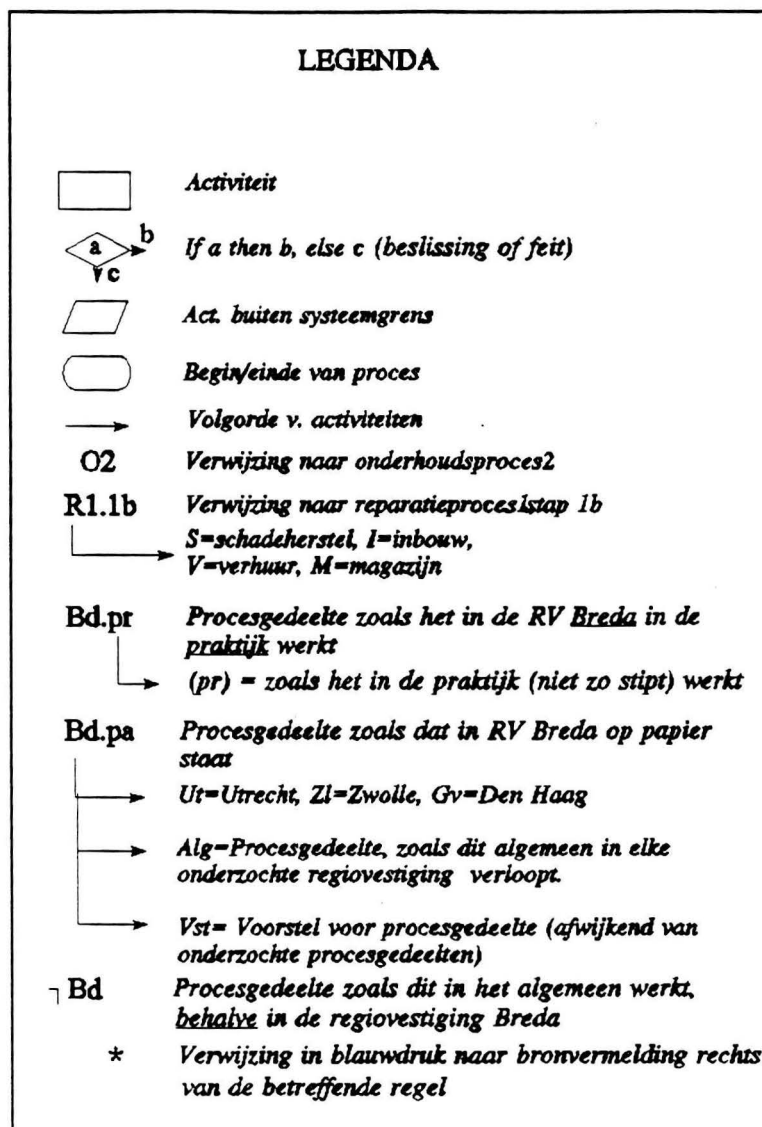 LEGENDA
Activiteit
a b c If a then b, else c (beslissing of feit)
Act. buiten systeemgrens
Begin/einde van proces
Volgorde v. activiteiten
O2 Verwijzing naar onderhoudsproces2
R1.1b Verwijzing naar reparatieproces1stap 1b
S=schadeherstel, I=inbouw,
V=verhuur, M=magazijn
Bd.pr Procesgedeelte zoals het in de RV Breda in de
praktijk werkt
(pr) = zoals het in de praktijk (niet zo stipt) werkt
Bd.pa Procesgedeelte zoals dat in RV Breda op papier
staat
Ut=Utrecht, Zl=Zwolle, Gv=Den Haag
Alg=Procesgedeelte, zoals dit algemeen in elke
onderzochte regiovestiging verloopt.
Vst= Voorstel voor procesgedeelte (afwijkend van
onderzochte procesgedeelten)
¬Bd Procesgedeelte zoals dit in het algemeen werkt,
behalve in de regiovestiging Breda
* Verwijzing in blauwdruk naar bronvermelding rechts
van de betreffende regel